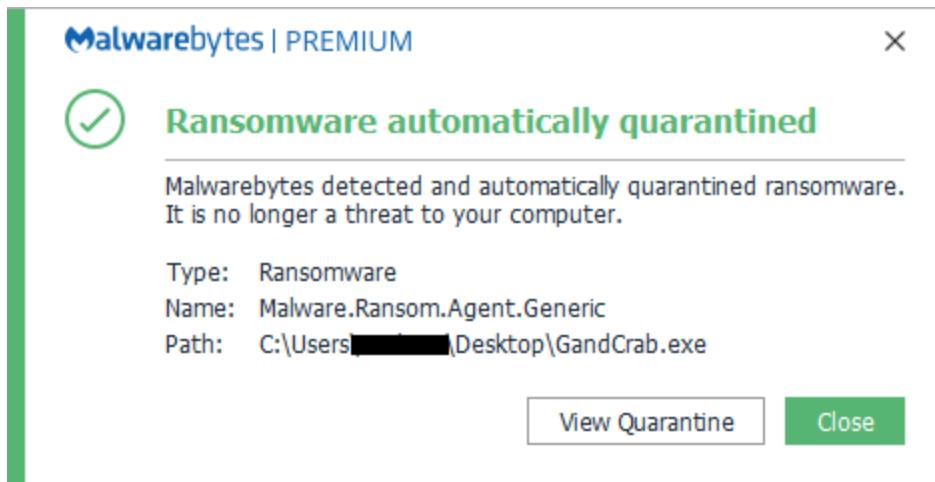 Malwarebytes | PREMIUM
Ransomware automatically quarantined
Malwarebytes detected and automatically quarantined ransomware.
It is no longer a threat to your computer.
Type: Ransomware
Name: Malware.Ransom.Agent.Generic
Path: C:\Users\ \Desktop\GandCrab.exe
View Quarantine Close